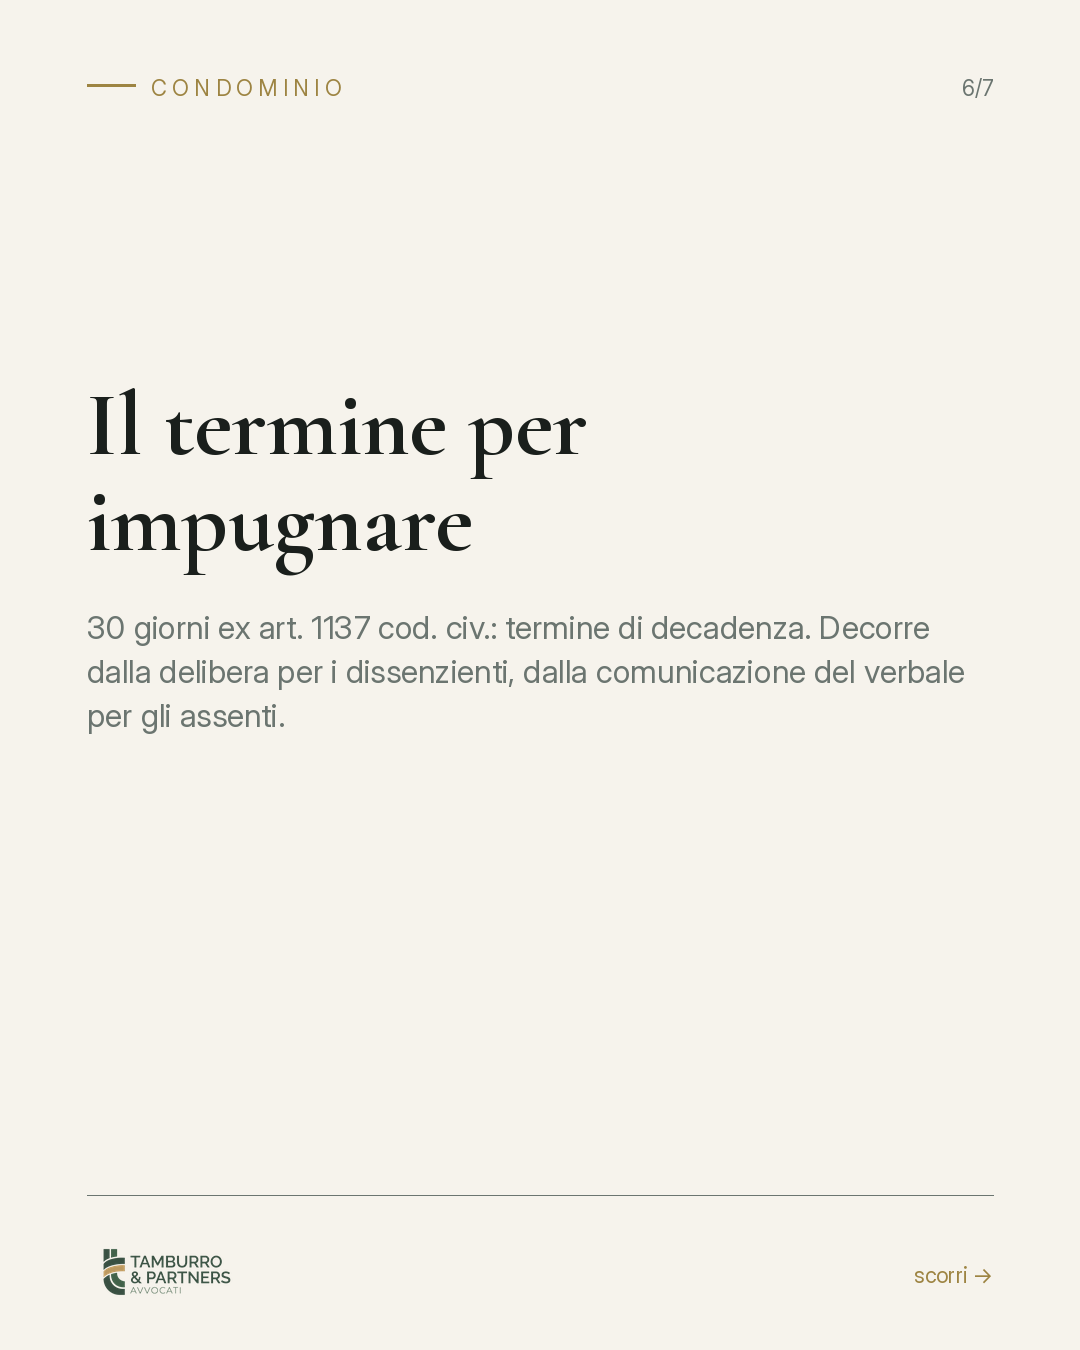 CONDOMINIO
6/7
Il termine per
impugnare
30 giorni ex art. 1137 cod. civ.: termine di decadenza. Decorre
dalla delibera per i dissenzienti, dalla comunicazione del verbale
per gli assenti.
TAMBURRO
& PARTNERS
AVVOCATI
scorri →